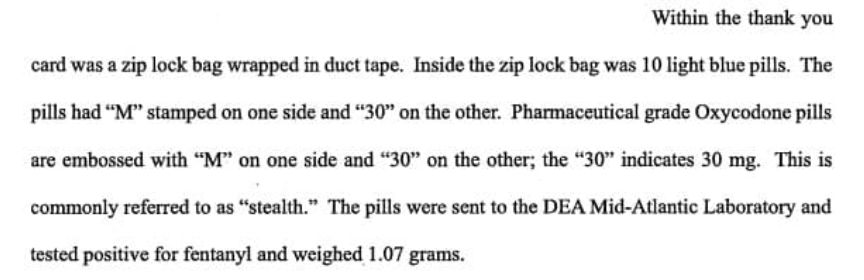 Within the thank you
card was a zip lock bag wrapped in duct tape.  Inside the zip lock bag was 10 light blue pills.  The
pills had “M” stamped on one side and “30” on the other.  Pharmaceutical grade Oxycodone pills
are embossed with “M” on one side and “30” on the other; the “30” indicates 30 mg.  This is
commonly referred to as “stealth.”  The pills were sent to the DEA Mid-Atlantic Laboratory and
tested positive for fentanyl and weighed 1.07 grams.